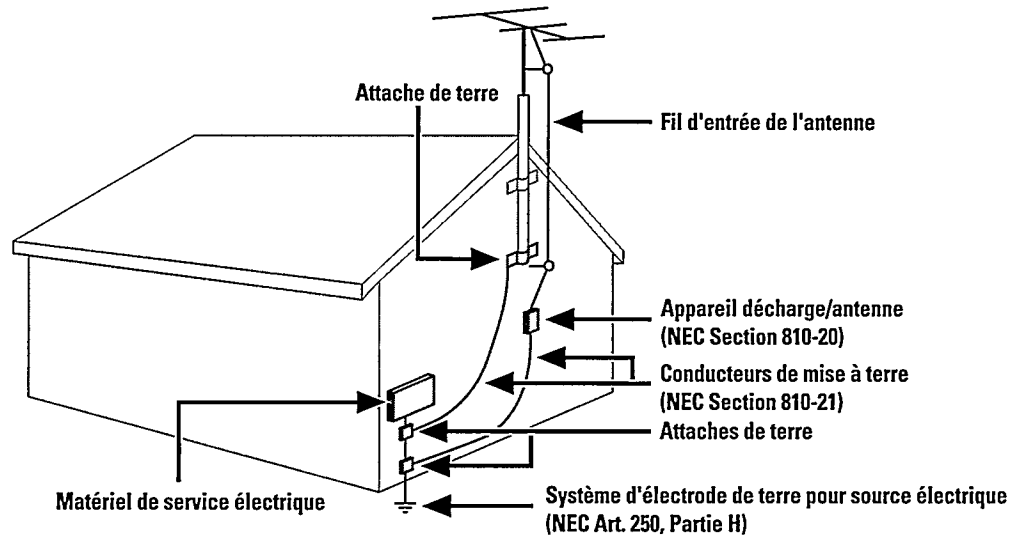 Attache de terre
Fil d'entrée de l'antenne
Appareil décharge/antenne
(NEC Section 810-20)
Conducteurs de mise à terre
(NEC Section 810-21)
Attaches de terre
Matériel de service électrique
Système d'électrode de terre pour source électrique
(NEC Art. 250, Partie H)